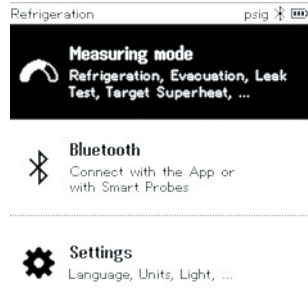 Refrigeration psig
Measuring mode
Refrigeration, Evacuation, Leak
Test, Target Superheat, ...
Bluetooth
Connect with the App or
with Smart Probes
Settings
Language, Units, Light, ...